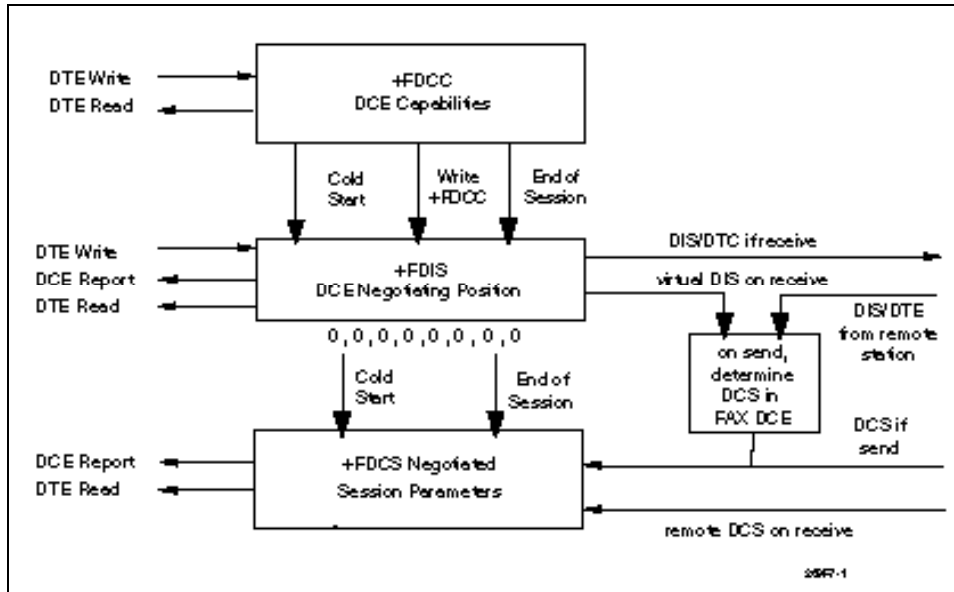 +FDCC
DCE Capabilities
DTE Write
DTE Read
Cold
Start
Write
+FDCC
End of
Session
DTE Write
DCE Report
DTE Read
+FDIS
DCE Negotiating Position
DIS/DTC if receive
virtual DIS on receive
DIS/DTE
from remote
station
0,0,0,0,0,0,0,0
Cold
Start
End of
Session
on send,
determine
DCS in
FAX DCE
DCS if
send
DCE Report
DTE Read
+FDCS Negotiated
Session Parameters
remote DCS on receive